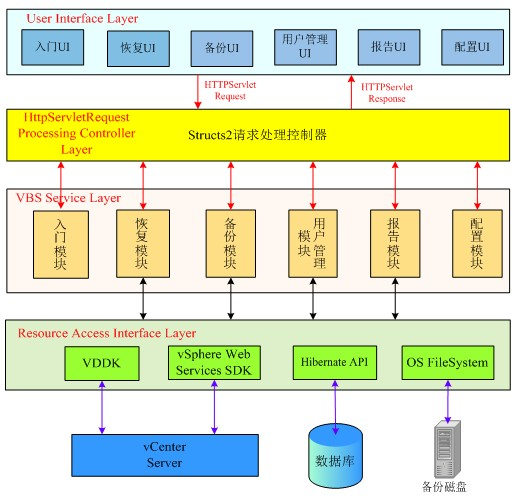 User Interface Layer
入门UI
恢复UI
备份UI
用户管理
UI
报告UI
配置UI
HTTPServlet
Request
HTTPServlet
Response
HttpServletRequest
Processing Controller
Layer
Structs2请求处理控制器
VBS Service Layer
入门模块
恢复模块
备份模块
用户管理
模块
报告模块
配置模块
Resource Access Interface Layer
VDDK
vSphere Web
Services SDK
Hibernate API
OS FileSystem
vCenter
Server
数据库
备份磁盘